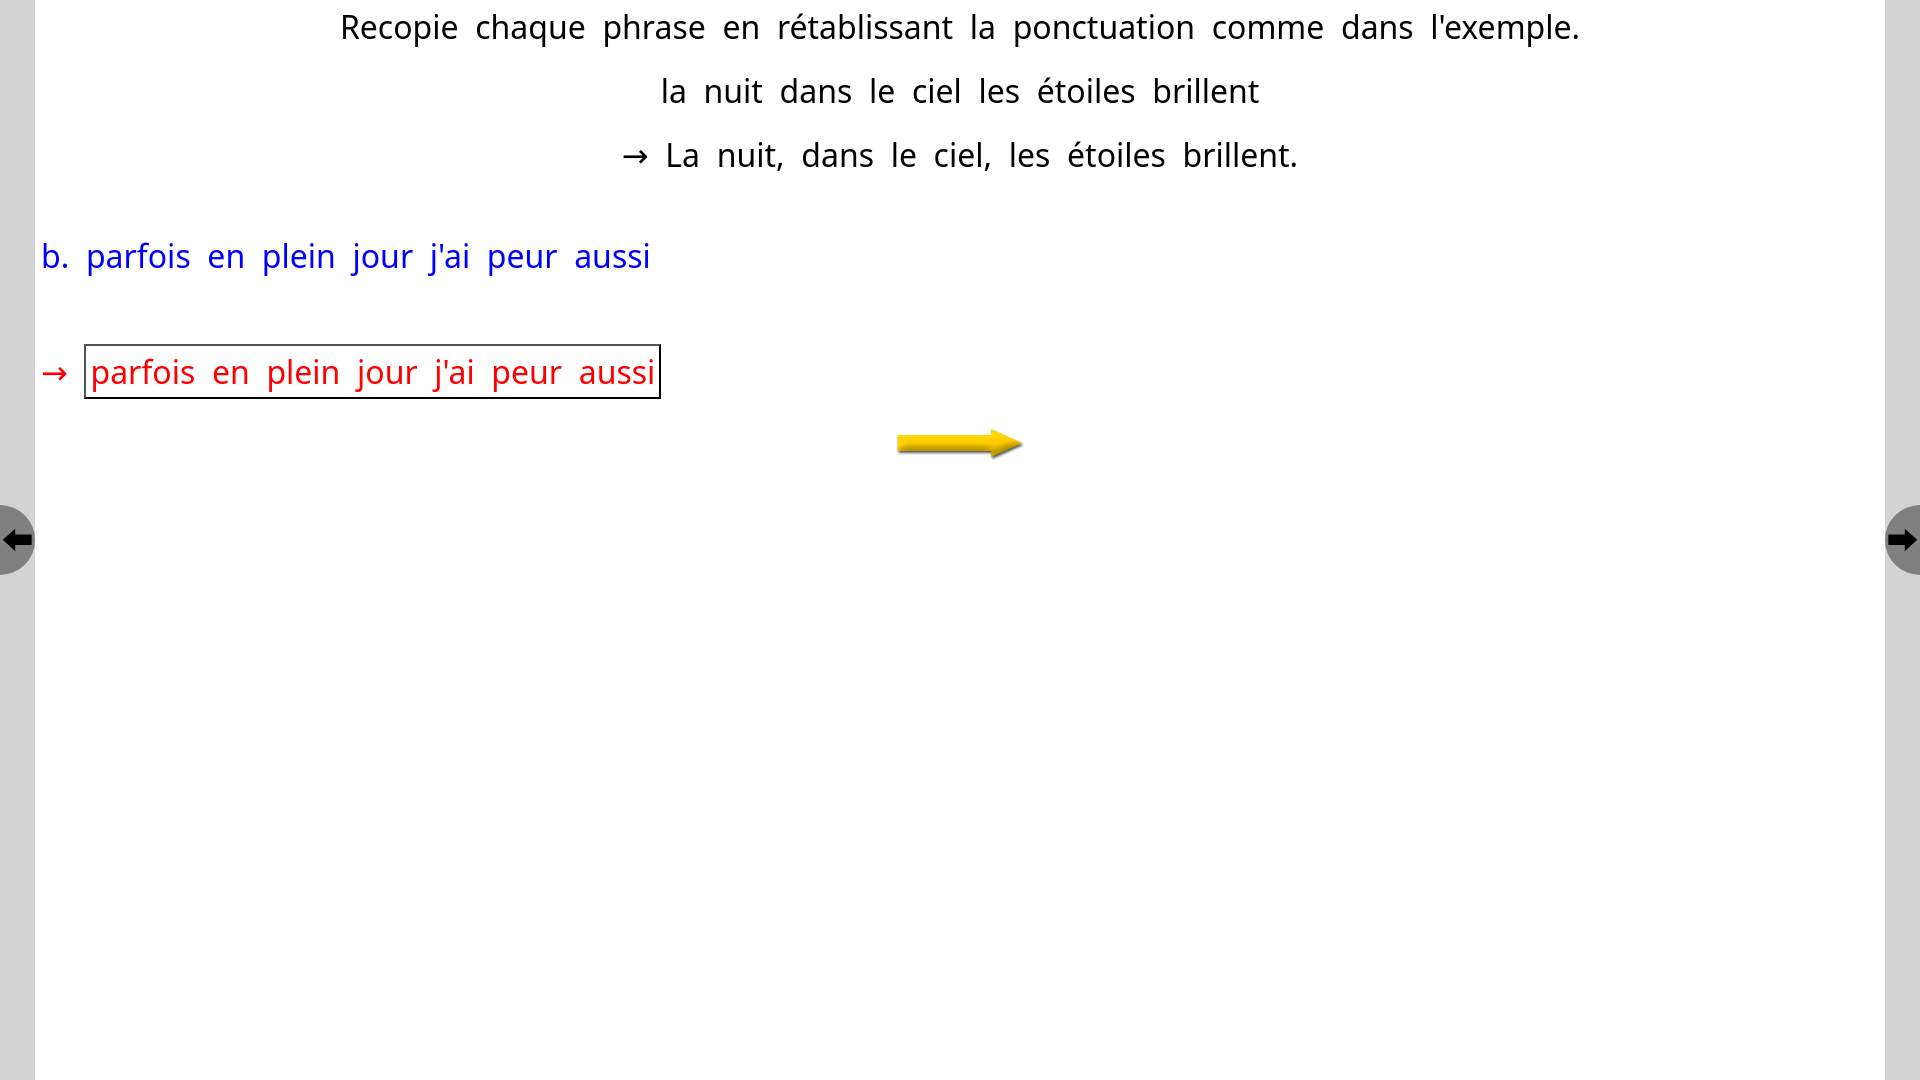 Recopie chaque phrase en rétablissant la ponctuation comme dans l'exemple.
la nuit dans le ciel les étoiles brillent
→ La nuit, dans le ciel, les étoiles brillent.
b. parfois en plein jour j'ai peur aussi
→ parfois en plein jour j'ai peur aussi